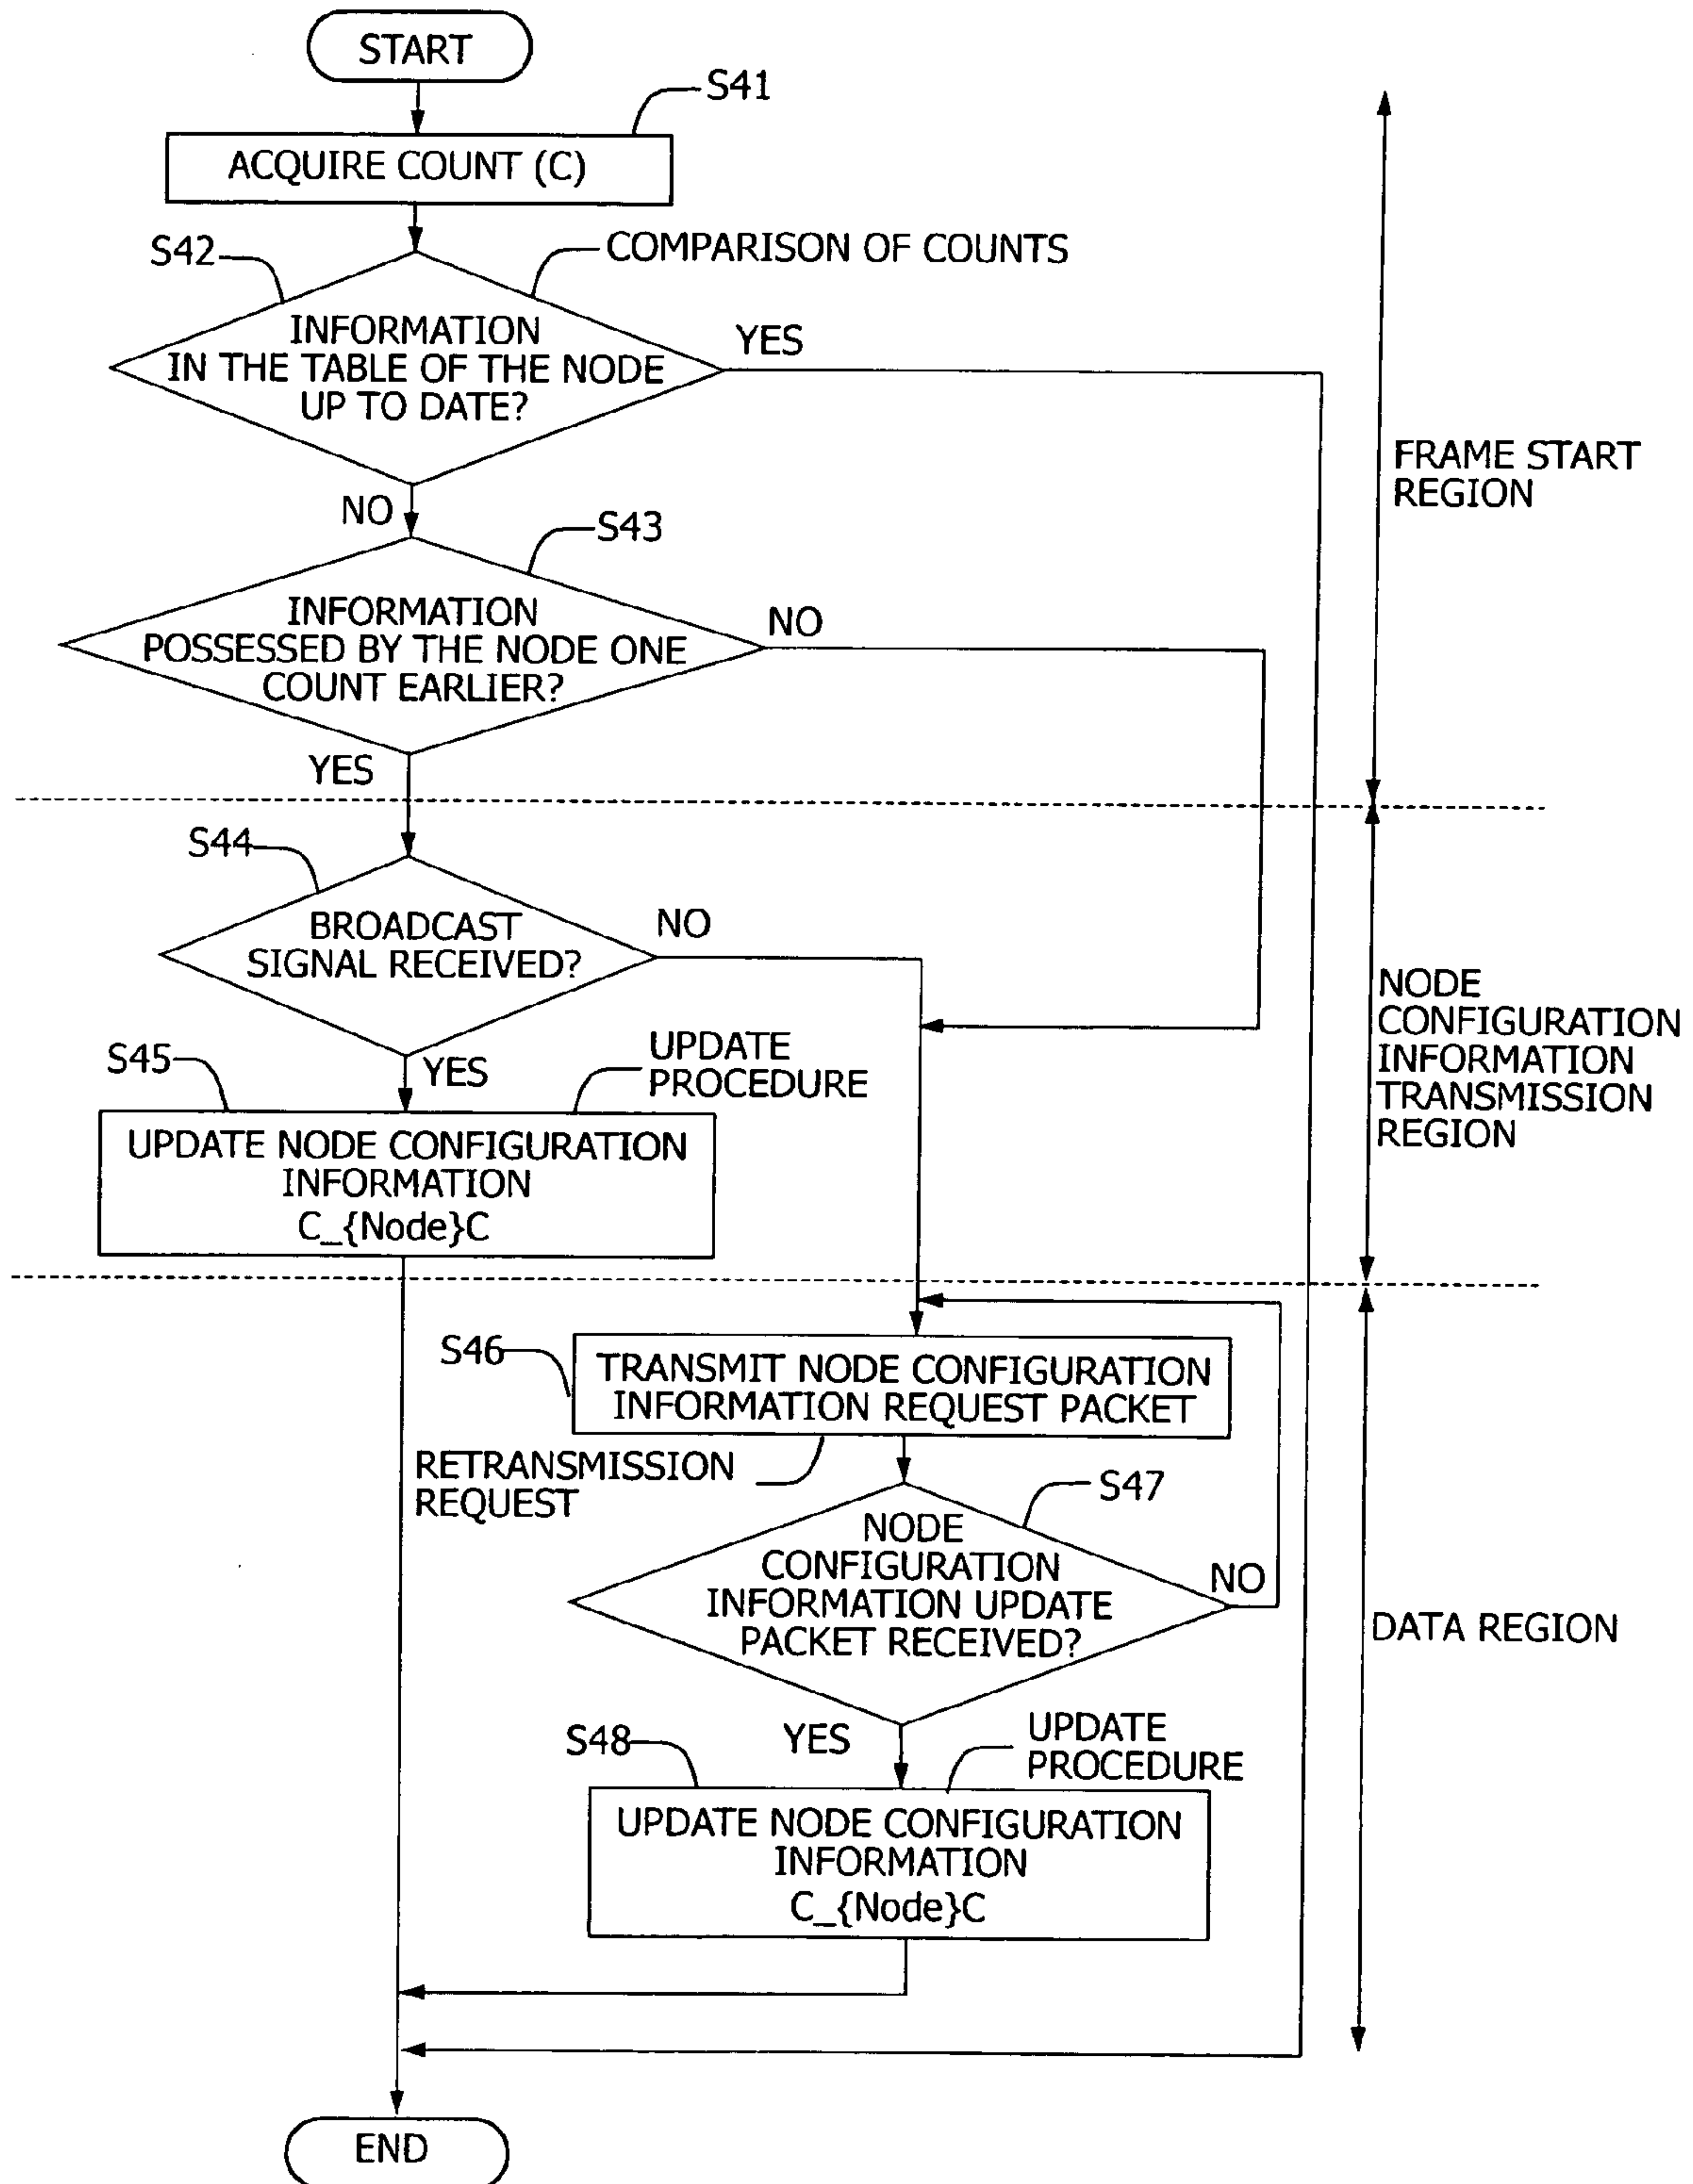 START
S41
ACQUIRE COUNT (C)
S42
COMPARISON OF COUNTS
INFORMATION
IN THE TABLE OF THE NODE
UP TO DATE?
YES
FRAME START
REGION
NO
S43
INFORMATION
POSSESSED BY THE NODE ONE
COUNT EARLIER?
NO
YES
S44
BROADCAST
SIGNAL RECEIVED?
NO
NODE
CONFIGURATION
INFORMATION
TRANSMISSION
REGION
S45
YES
UPDATE
PROCEDURE
UPDATE NODE CONFIGURATION
INFORMATION
C_{Node}C
S46
TRANSMIT NODE CONFIGURATION
INFORMATION REQUEST PACKET
RETRANSMISSION
REQUEST
S47
NODE
CONFIGURATION
INFORMATION UPDATE
PACKET RECEIVED?
NO
DATA REGION
YES
S48
UPDATE
PROCEDURE
UPDATE NODE CONFIGURATION
INFORMATION
C_{Node}C
END